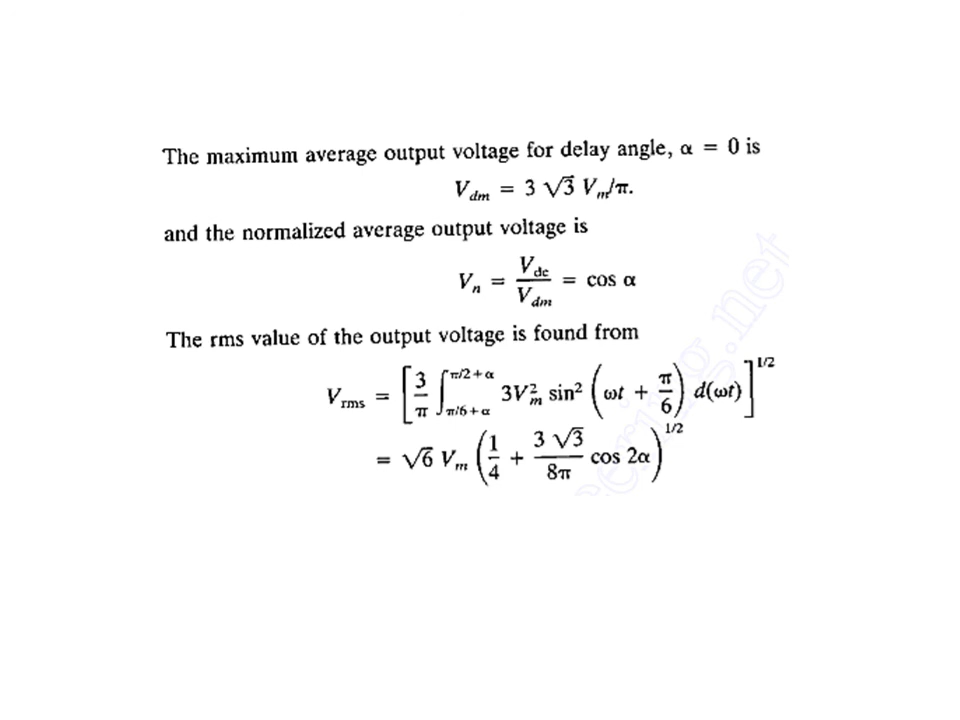 The maximum average output voltage for delay angle, α = 0 is
V_dm = 3 √3 V_m/π.
and the normalized average output voltage is
V_n = V_dc / V_dm = cos α
The rms value of the output voltage is found from
V_rms = [ 3/π ∫_{π/6+α}^{π/2+α} 3V_m^2 sin² (ωt + π/6) d(ωt) ]^{1/2}
= √6 V_m (1/4 + 3 √3 / 8π cos 2α)^{1/2}